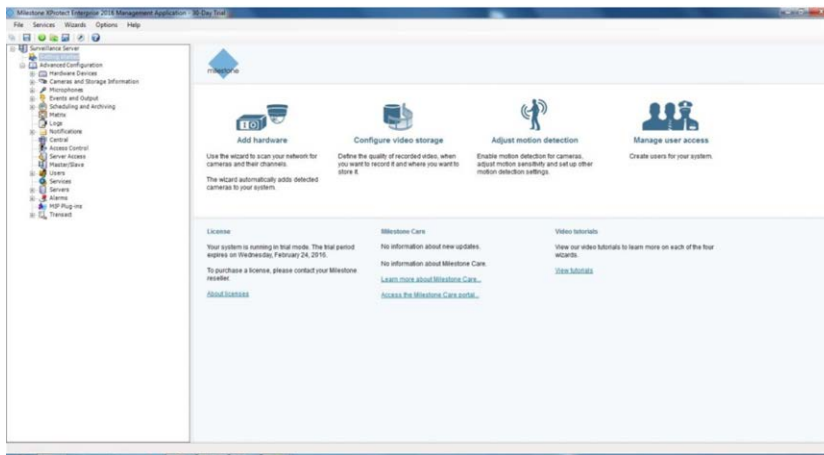 Milestone XProtect Enterprise 2016 Management Application - 30-Day Trial
File Services Wizards Options Help
Surveillance Server
Getting started
Advanced Configuration
Hardware Devices
Cameras and Storage Information
Microphones
Events and Output
Scheduling and Archiving
Matrix
Logs
Notifications
Central
Access Control
Server Access
Master/Slave
Users
Services
Servers
Alarms
MIP Plug-ins
Transact
milestone
Add hardware
Use the wizard to scan your network for
cameras and their channels.
The wizard automatically adds detected
cameras to your system.
Configure video storage
Define the quality of recorded video, when
you want to record it and where you want to
store it.
Adjust motion detection
Enable motion detection for cameras,
adjust motion sensitivity and set up other
motion detection settings.
Manage user access
Create users for your system.
License
Your system is running in trial mode. The trial period
expires on Wednesday, February 24, 2016.
To purchase a license, please contact your Milestone
reseller.
About licenses
Milestone Care
No information about new updates.
No information about Milestone Care.
Learn more about Milestone Care...
Access the Milestone Care portal...
Video tutorials
View our video tutorials to learn more on each of the four
wizards.
View tutorials